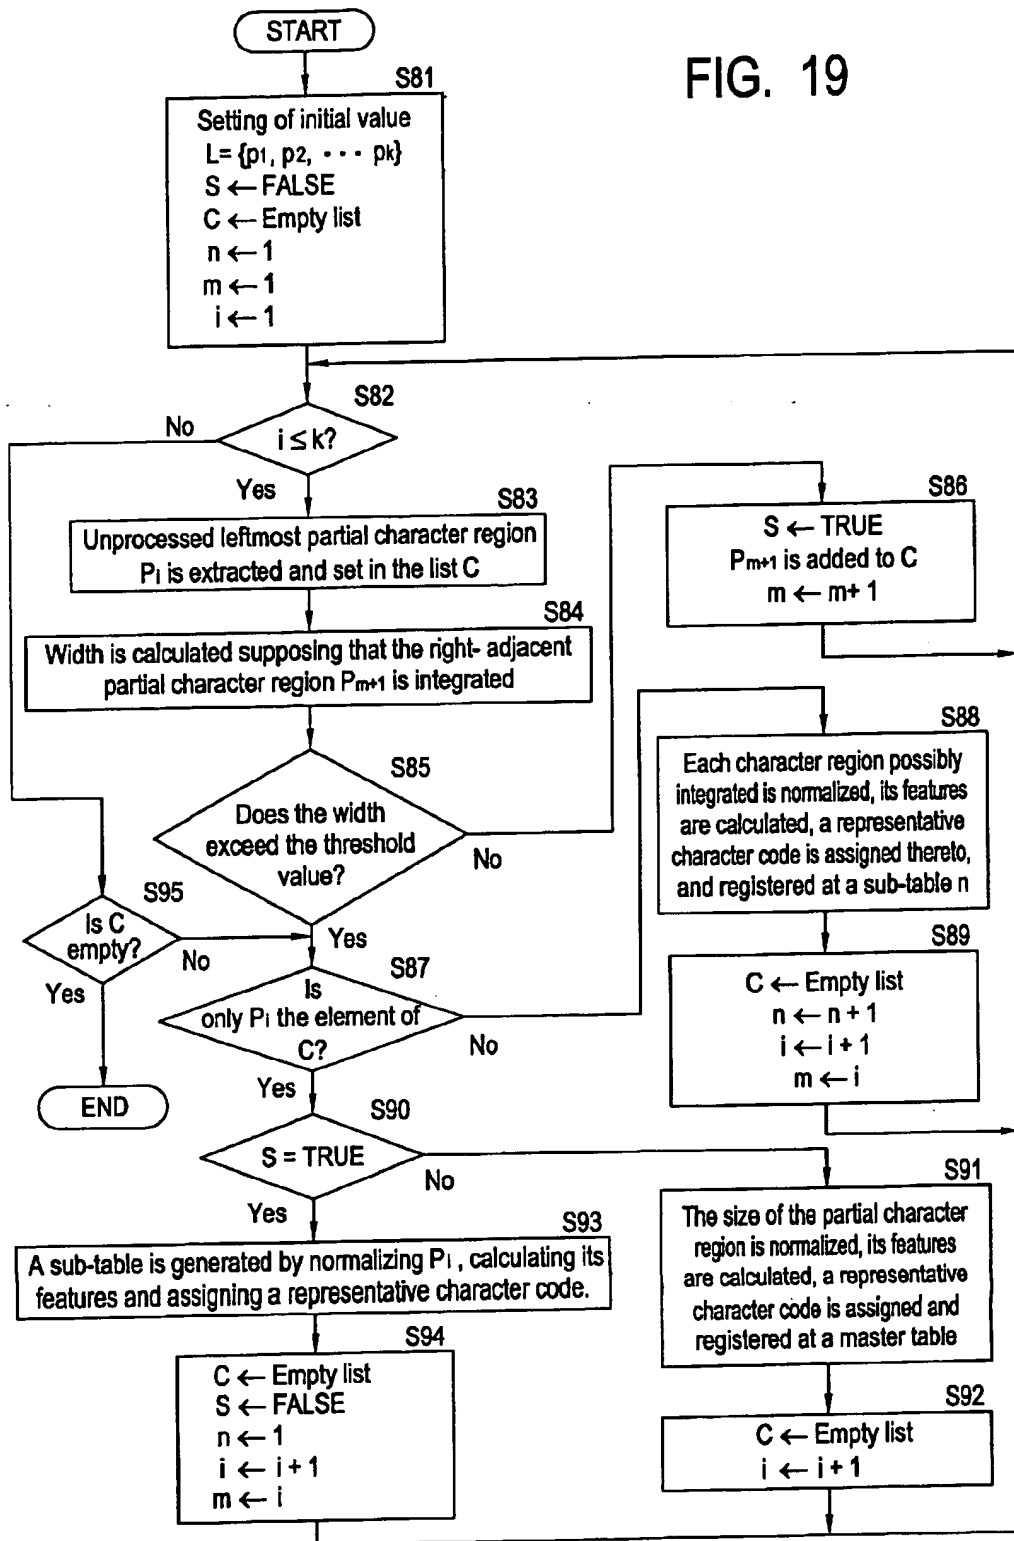 START
FIG. 19
S81
Setting of initial value
L= {p1, p2, ··· pk}
S ← FALSE
C ← Empty list
n ← 1
m ← 1
i ← 1
S82
i ≤ k?
No
Yes
S83
Unprocessed leftmost partial character region
Pi is extracted and set in the list C
S84
Width is calculated supposing that the right- adjacent
partial character region Pm+1 is integrated
S85
Does the width
exceed the threshold
value?
No
Yes
S86
S ← TRUE
Pm+1 is added to C
m ← m+ 1
S95
Is C
empty?
No
Yes
END
S87
Is
only Pi the element of
C?
No
Yes
S88
Each character region possibly
integrated is normalized, its features
are calculated, a representative
character code is assigned thereto,
and registered at a sub-table n
S89
C ← Empty list
n ← n + 1
i ← i + 1
m ← i
S90
S = TRUE
No
Yes
S91
The size of the partial character
region is normalized, its features
are calculated, a representative
character code is assigned and
registered at a master table
S92
C ← Empty list
i ← i + 1
S93
A sub-table is generated by normalizing Pi , calculating its
features and assigning a representative character code.
S94
C ← Empty list
S ← FALSE
n ← 1
i ← i + 1
m ← i